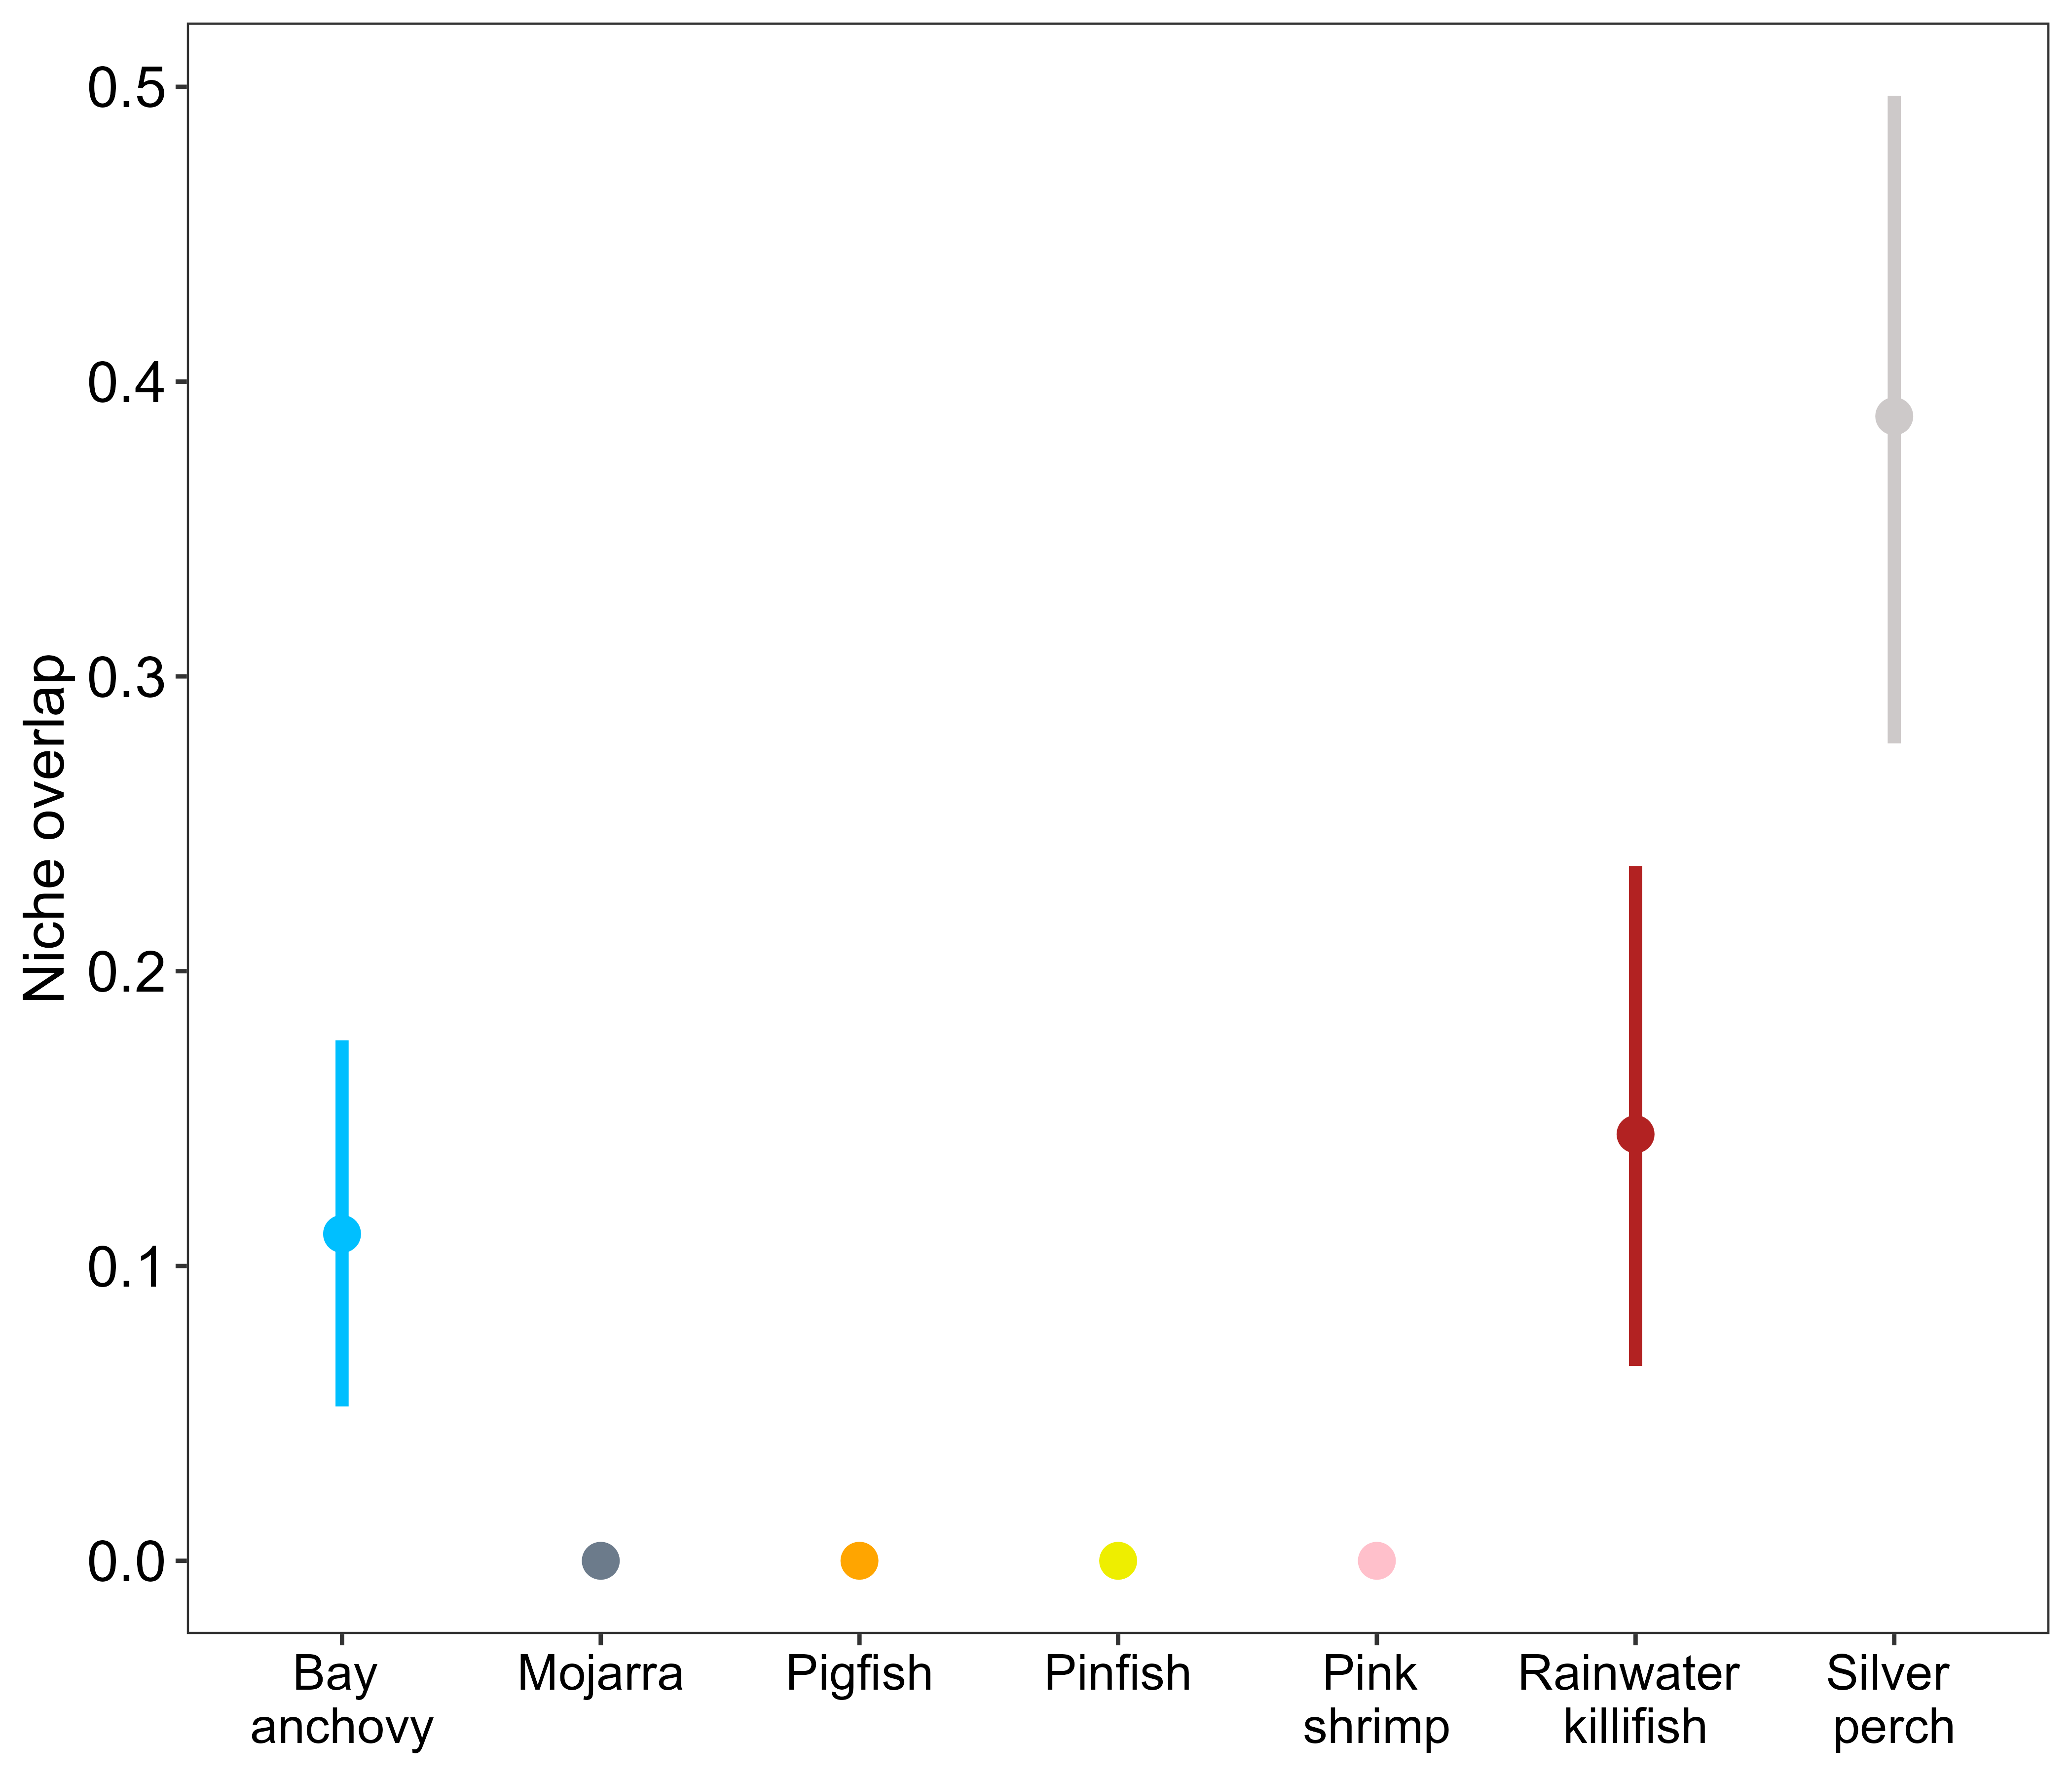 Niche overlap
0.5
0.4
0.3
0.2
0.1
0.0
Bay
anchovy
Mojarra
Pigfish
Pinfish
Pink
shrimp
Rainwater
killifish
Silver
perch